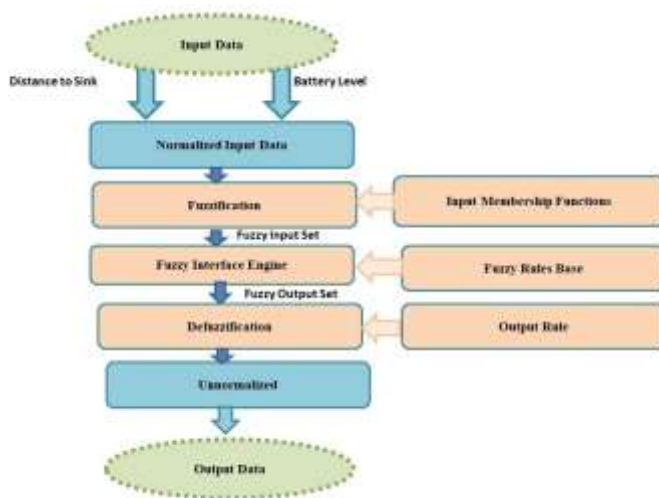 Input Data
Distance to Sink
Battery Level
Normalized Input Data
Fuzzification
Input Membership Functions
Fuzzy Input Set
Fuzzy Interface Engine
Fuzzy Rules Base
Fuzzy Output Set
Defuzzification
Output Rule
Unnormalized
Output Data